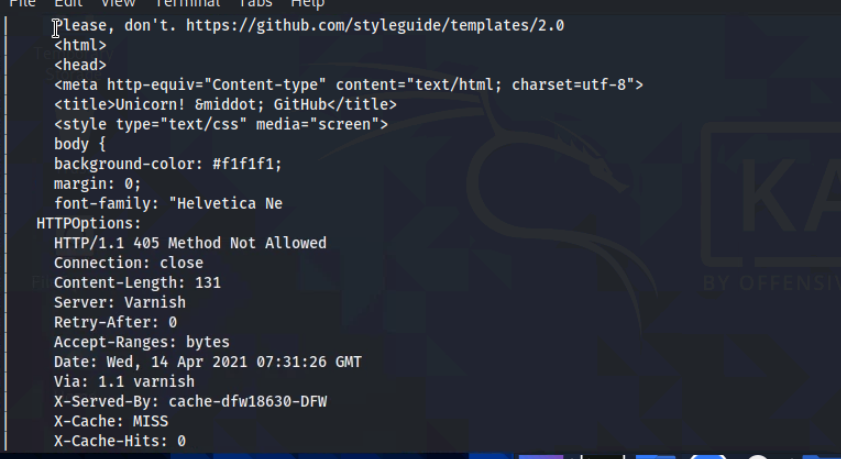 File Edit View Terminal Tabs Help
Please, don't. https://github.com/styleguide/templates/2.0
<html>
<head>
<meta http-equiv="Content-type" content="text/html; charset=utf-8">
<title>Unicorn! &middot; GitHub</title>
<style type="text/css" media="screen">
body {
background-color: #f1f1f1;
margin: 0;
font-family: "Helvetica Ne
HTTPOptions:
HTTP/1.1 405 Method Not Allowed
Connection: close
Content-Length: 131
Server: Varnish
Retry-After: 0
Accept-Ranges: bytes
Date: Wed, 14 Apr 2021 07:31:26 GMT
Via: 1.1 varnish
X-Served-By: cache-dfw18630-DFW
X-Cache: MISS
X-Cache-Hits: 0
KA
BY OFFENSIV